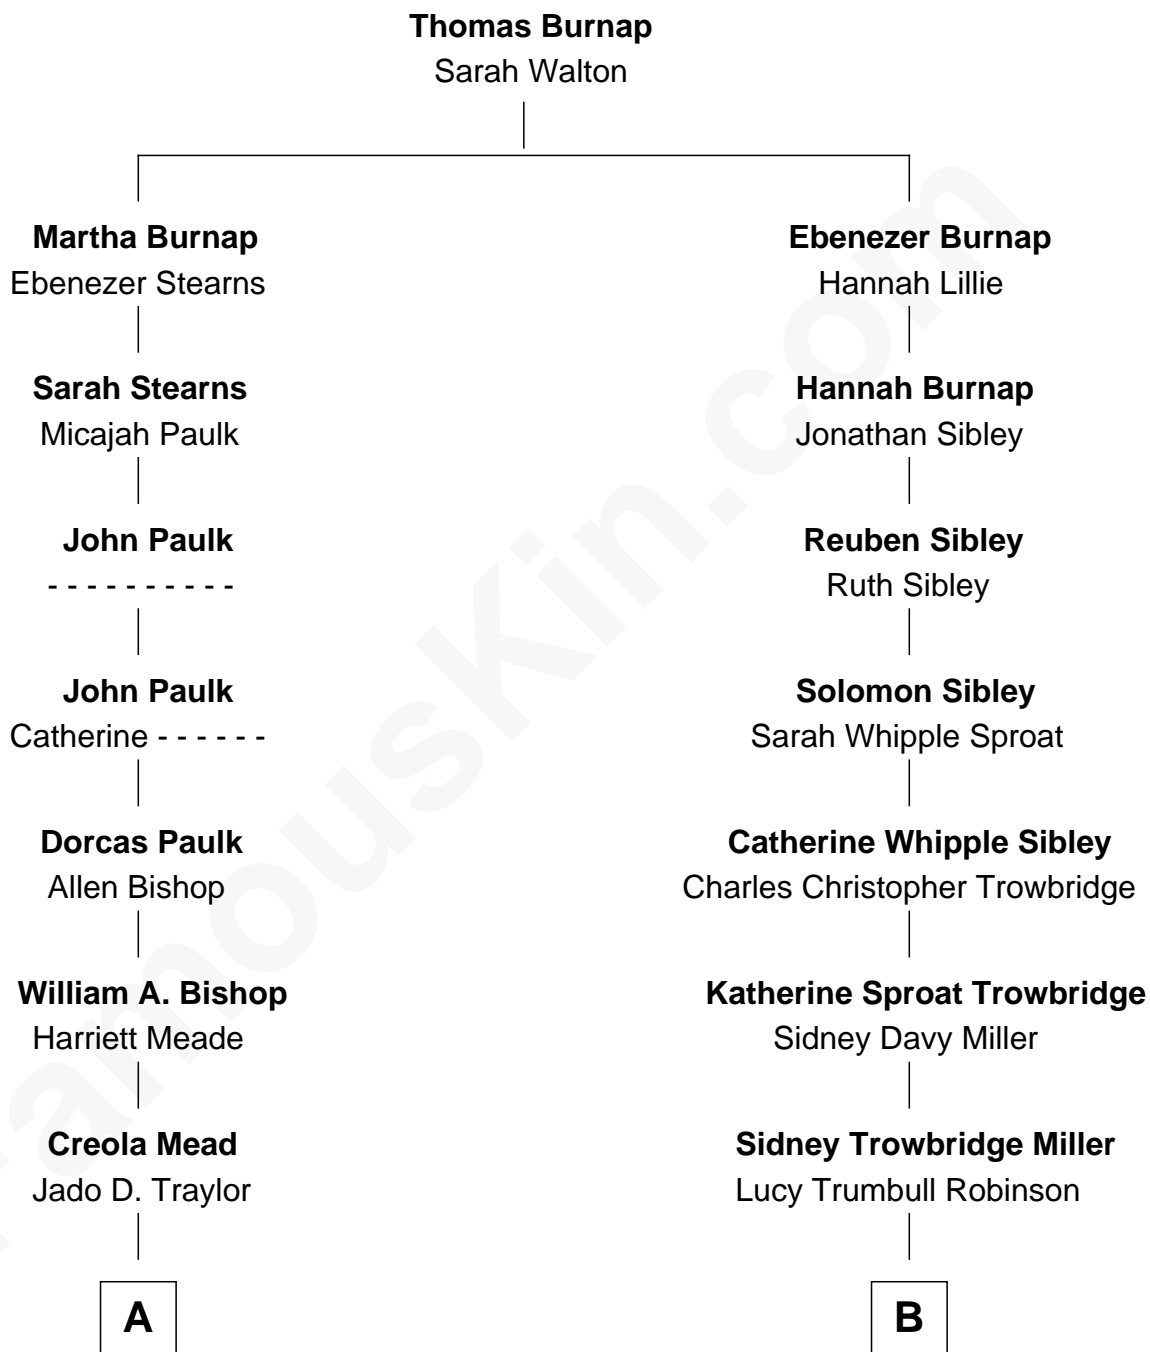 Thomas Burnap
Sarah Walton
Martha Burnap
Ebenezer Stearns
Sarah Stearns
Micajah Paulk
John Paulk
- - - - - - - - - -
John Paulk
Catherine - - - - - -
Dorcas Paulk
Allen Bishop
William A. Bishop
Harriett Meade
Creola Mead
Jado D. Traylor
A
Ebenezer Burnap
Hannah Lillie
Hannah Burnap
Jonathan Sibley
Reuben Sibley
Ruth Sibley
Solomon Sibley
Sarah Whipple Sproat
Catherine Whipple Sibley
Charles Christopher Trowbridge
Katherine Sproat Trowbridge
Sidney Davy Miller
Sidney Trowbridge Miller
Lucy Trumbull Robinson
B
FamousKin.com